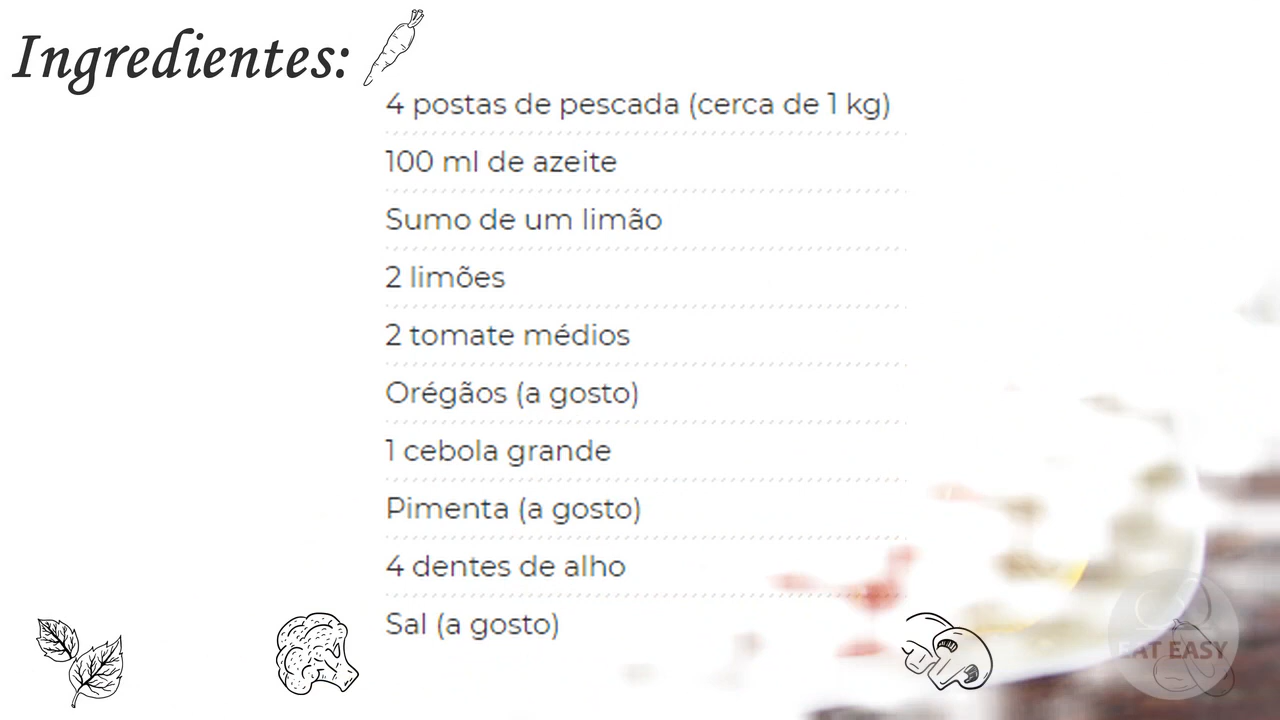 Ingredientes:
4 postas de pescada (cerca de 1 kg)
100 ml de azeite
Sumo de um limão
2 limões
2 tomate médios
Orégãos (a gosto)
1 cebola grande
Pimenta (a gosto)
4 dentes de alho
Sal (a gosto)
EAT EASY